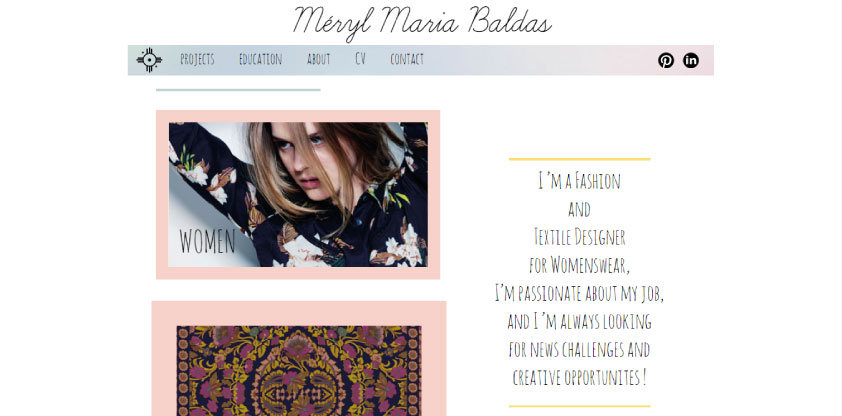 Méryl Maria Baldas
PROJECTS EDUCATION ABOUT CV CONTACT
in
WOMEN
I 'M A FASHION
AND
TEXTILE DESIGNER
FOR WOMENSWEAR,
I'M PASSIONATE ABOUT MY JOB,
AND I 'M ALWAYS LOOKING
FOR NEWS CHALLENGES AND
CREATIVE OPPORTUNITES !